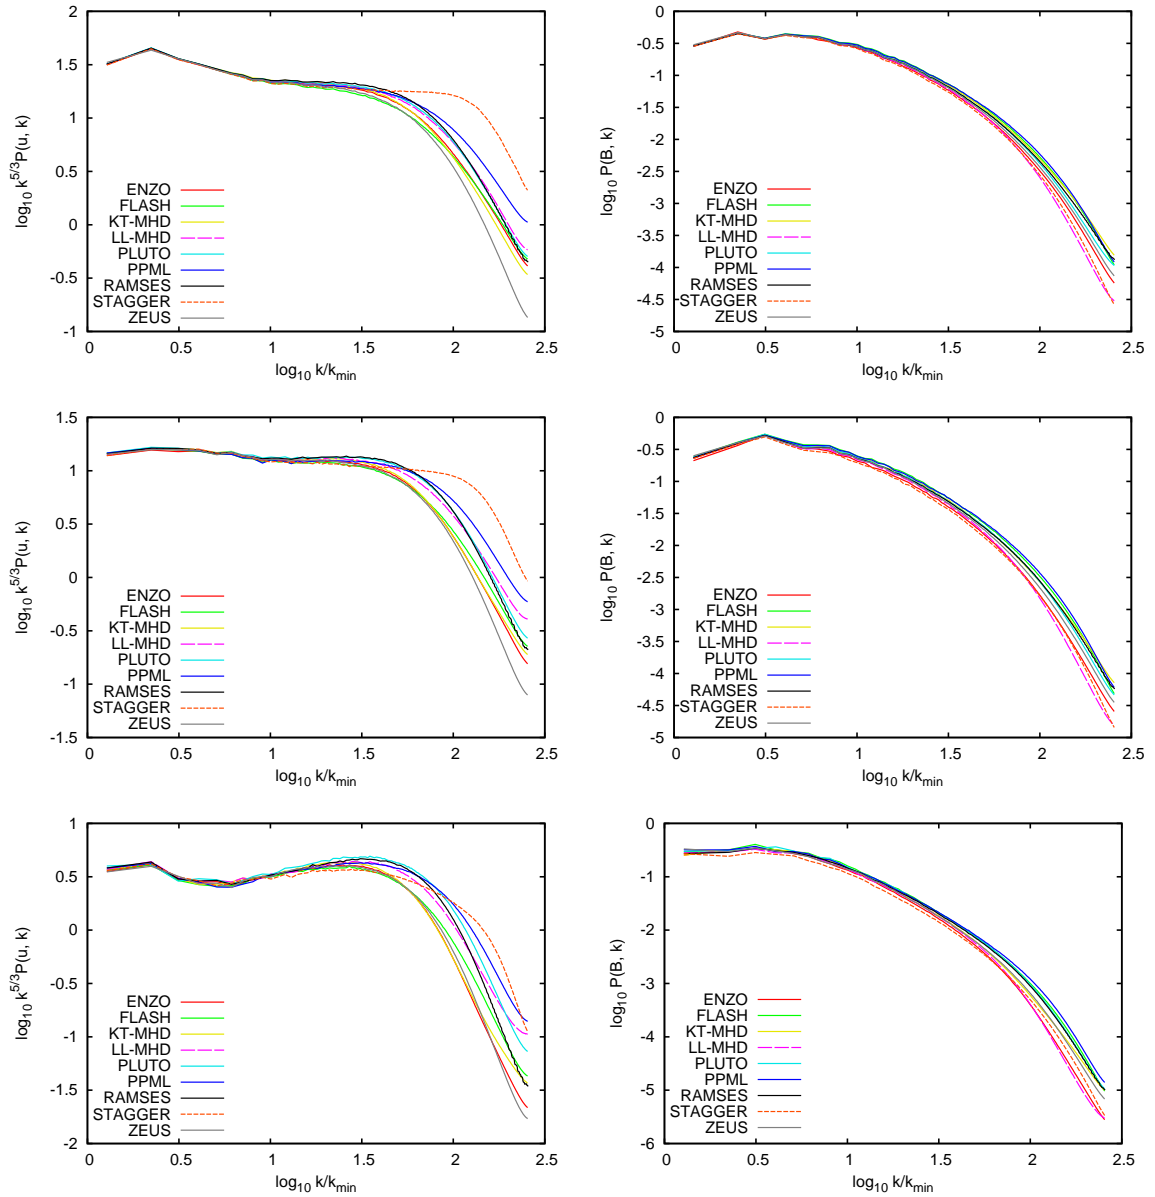 2
1.5
1
0.5
0
-0.5
-1
0
0.5
1
1.5
2
2.5
log10 k^5/3P(u, k)
log10 k/kmin
ENZO
FLASH
KT-MHD
LL-MHD
PLUTO
PPML
RAMSES
STAGGER
ZEUS
0
-0.5
-1
-1.5
-2
-2.5
-3
-3.5
-4
-4.5
-5
0
0.5
1
1.5
2
2.5
log10 P(B, k)
log10 k/kmin
ENZO
FLASH
KT-MHD
LL-MHD
PLUTO
PPML
RAMSES
STAGGER
ZEUS
1.5
1
0.5
0
-0.5
-1
-1.5
0
0.5
1
1.5
2
2.5
log10 k^5/3P(u, k)
log10 k/kmin
ENZO
FLASH
KT-MHD
LL-MHD
PLUTO
PPML
RAMSES
STAGGER
ZEUS
0
-0.5
-1
-1.5
-2
-2.5
-3
-3.5
-4
-4.5
-5
0
0.5
1
1.5
2
2.5
log10 P(B, k)
log10 k/kmin
ENZO
FLASH
KT-MHD
LL-MHD
PLUTO
PPML
RAMSES
STAGGER
ZEUS
1
0.5
0
-0.5
-1
-1.5
-2
0
0.5
1
1.5
2
2.5
log10 k^5/3P(u, k)
log10 k/kmin
ENZO
FLASH
KT-MHD
LL-MHD
PLUTO
PPML
RAMSES
STAGGER
ZEUS
0
-1
-2
-3
-4
-5
-6
0
0.5
1
1.5
2
2.5
log10 P(B, k)
log10 k/kmin
ENZO
FLASH
KT-MHD
LL-MHD
PLUTO
PPML
RAMSES
STAGGER
ZEUS